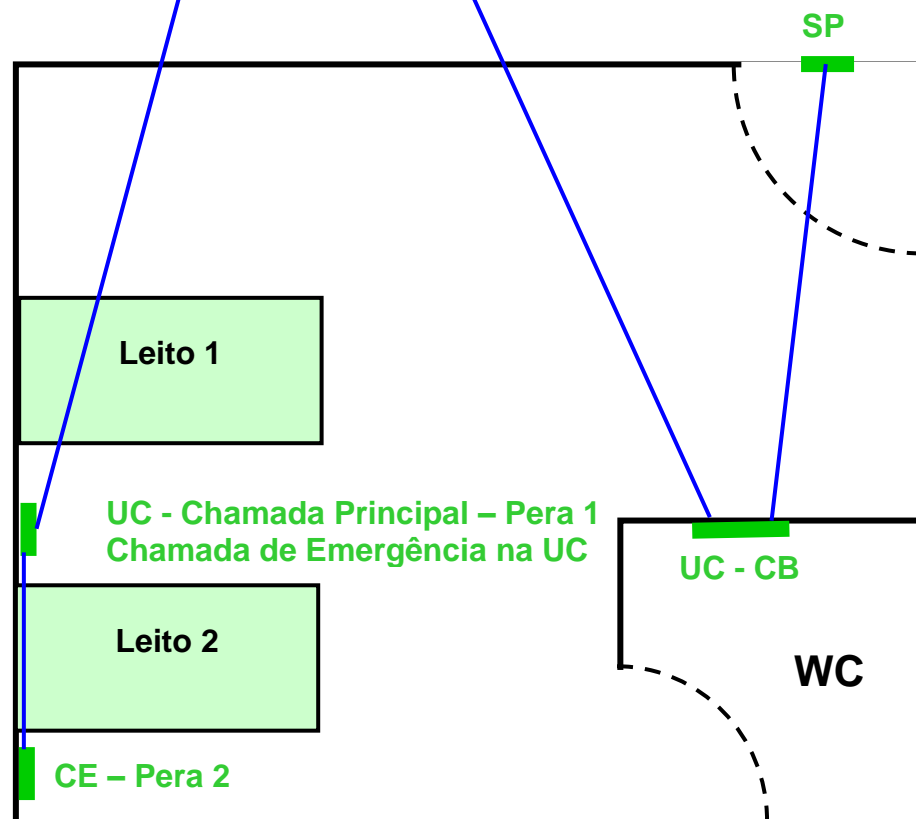 SP
Leito 1
UC - Chamada Principal – Pera 1
Chamada de Emergência na UC
UC - CB
Leito 2
WC
CE – Pera 2